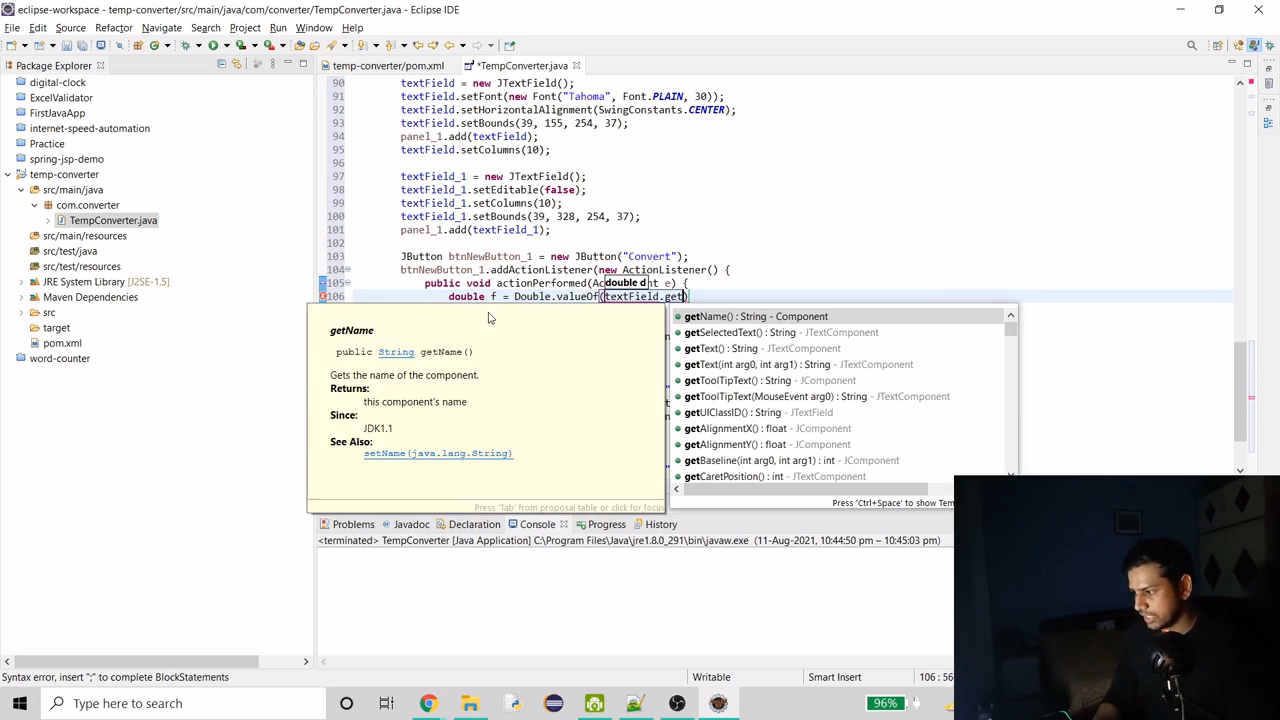 eclipse-workspace - temp-converter/src/main/java/com/converter/TempConverter.java - Eclipse IDE
File Edit Source Refactor Navigate Search Project Run Window Help
Package Explorer
temp-converter/pom.xml
*TempConverter.java
digital-clock
ExcelValidator
FirstJavaApp
internet-speed-automation
Practice
spring-jsp-demo
temp-converter
src/main/java
com.converter
TempConverter.java
src/main/resources
src/test/java
src/test/resources
JRE System Library [J2SE-1.5]
Maven Dependencies
src
target
pom.xml
word-counter
90 textField = new JTextField();
91 textField.setFont(new Font("Tahoma", Font.PLAIN, 30));
92 textField.setHorizontalAlignment(SwingConstants.CENTER);
93 textField.setBounds(39, 155, 254, 37);
94 panel_1.add(textField);
95 textField.setColumns(10);
96
97 textField_1 = new JTextField();
98 textField_1.setEditable(false);
99 textField_1.setColumns(10);
100 textField_1.setBounds(39, 328, 254, 37);
101 panel_1.add(textField_1);
102
103 JButton btnNewButton_1 = new JButton("Convert");
104 btnNewButton_1.addActionListener(new ActionListener() {
105 public void actionPerformed(Ac double d nt e) {
106 double f = Double.valueOf(textField.get)
getName
public String getName()
Gets the name of the component.
Returns:
this component's name
Since:
JDK1.1
See Also:
setName(java.lang.String)
Press 'Tab' from proposal table or click for focus
getName() : String - Component
getSelectedText() : String - JTextComponent
getText() : String - JTextComponent
getText(int arg0, int arg1) : String - JTextComponent
getToolTipText() : String - JComponent
getToolTipText(MouseEvent arg0) : String - JComponent
getUIClassID() : String - JTextField
getAlignmentX() : float - JComponent
getAlignmentY() : float - JComponent
getBaseline(int arg0, int arg1) : int - JComponent
getCaretPosition() : int - JTextComponent
Press 'Ctrl+Space' to show Tem
Problems Javadoc Declaration Console Progress History
<terminated> TempConverter [Java Application] C:\Program Files\Java\jre1.8.0_291\bin\javaw.exe (11-Aug-2021, 10:44:50 pm – 10:45:03 pm)
Syntax error, insert ";" to complete BlockStatements
Writable
Smart Insert
106 : 56
Type here to search
96%